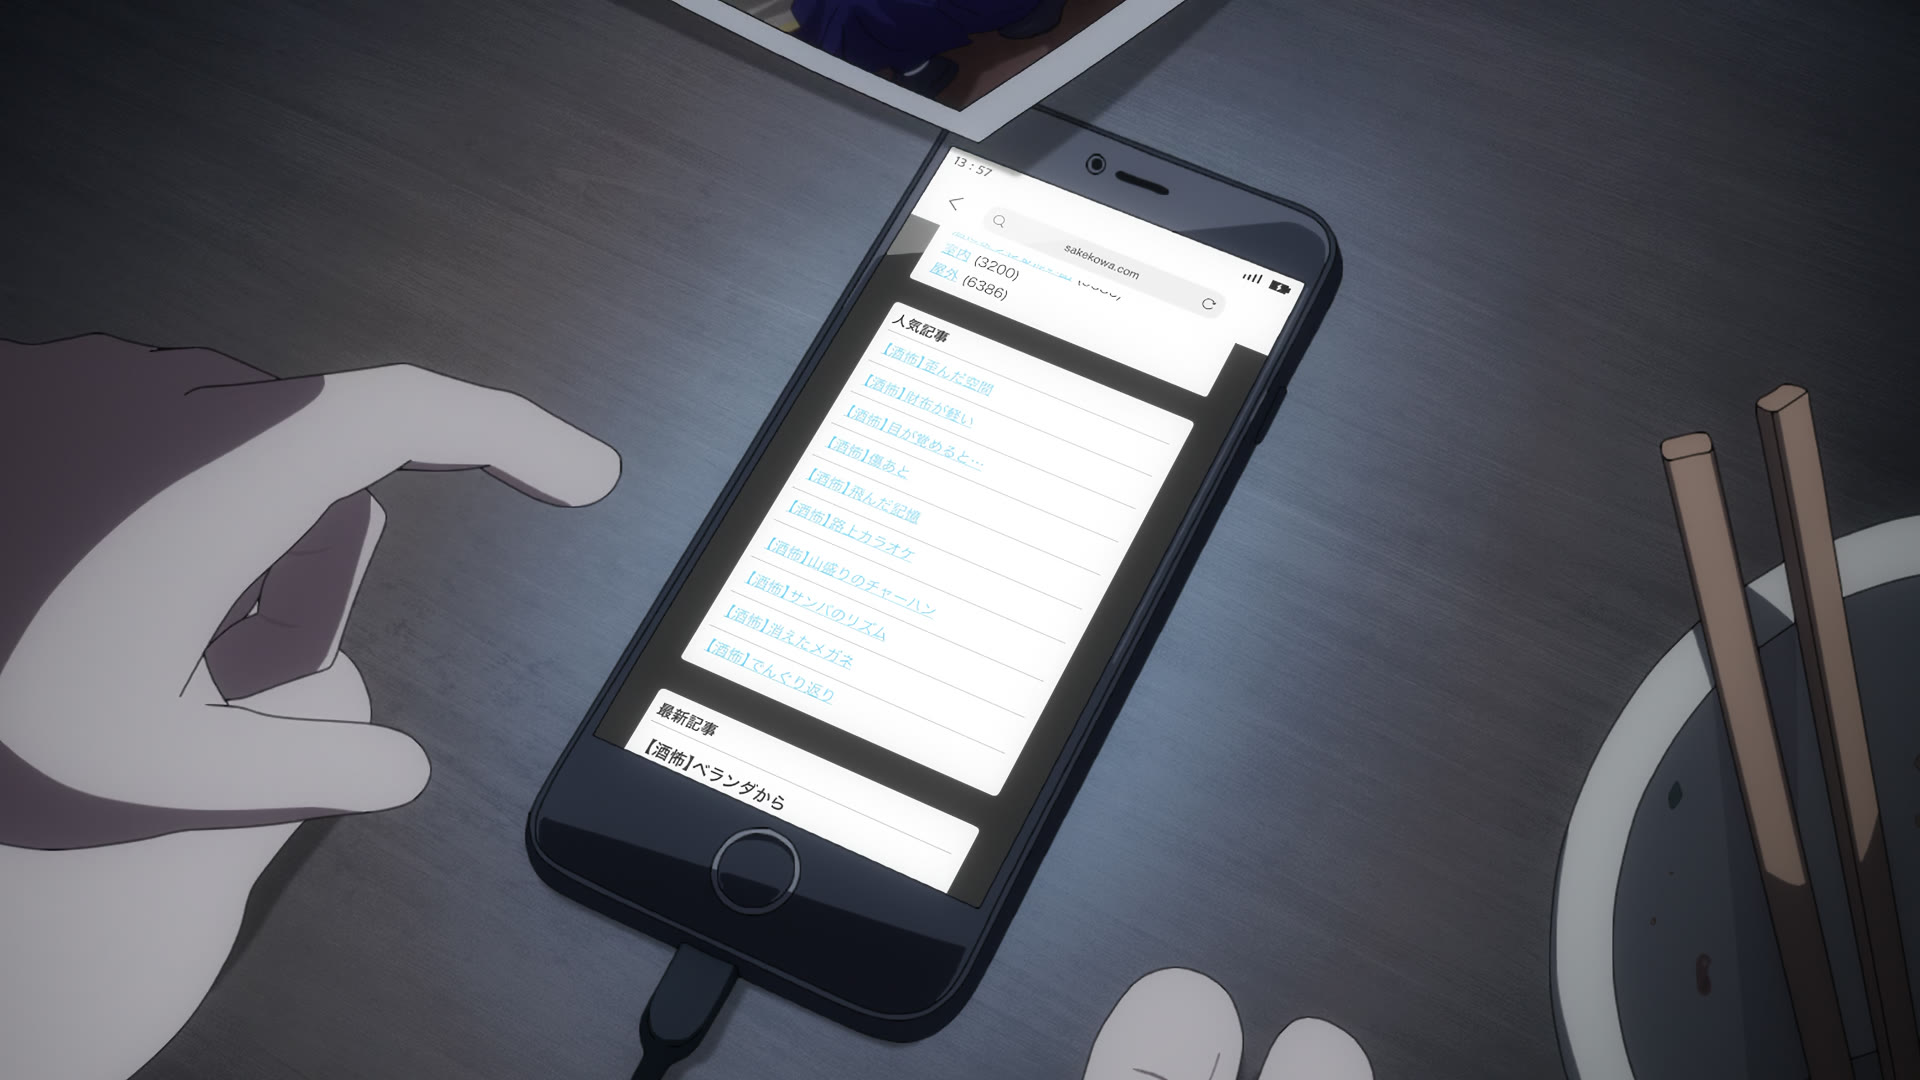 13:57
sakekowa.com
室内 (3200)
屋外 (6386)
人気記事
【酒怖】歪んだ空間
【酒怖】財布が軽い
【酒怖】目が覚めると…
【酒怖】傷あと
【酒怖】飛んだ記憶
【酒怖】路上カラオケ
【酒怖】山盛りのチャーハン
【酒怖】サンバのリズム
【酒怖】消えたメガネ
【酒怖】でんぐり返り
最新記事
【酒怖】ベランダから